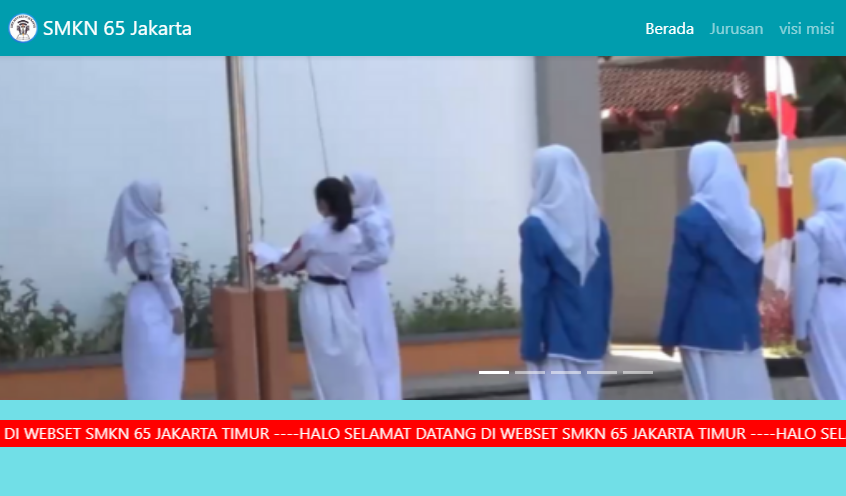 SMKN 65 Jakarta
Berada Jurusan visi misi
DI WEBSET SMKN 65 JAKARTA TIMUR ----HALO SELAMAT DATANG DI WEBSET SMKN 65 JAKARTA TIMUR ----HALO SEL